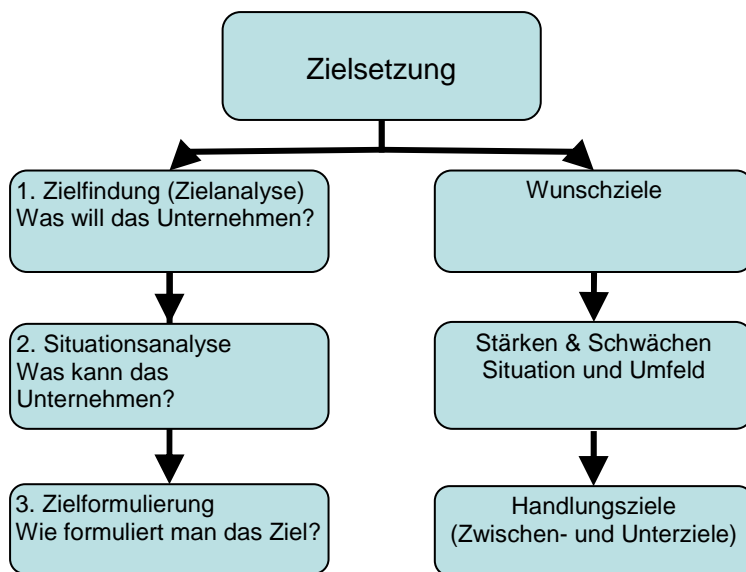 Zielsetzung
1. Zielfindung (Zielanalyse)
Was will das Unternehmen?
Wunschziele
2. Situationsanalyse
Was kann das
Unternehmen?
Stärken & Schwächen
Situation und Umfeld
3. Zielformulierung
Wie formuliert man das Ziel?
Handlungsziele
(Zwischen- und Unterziele)